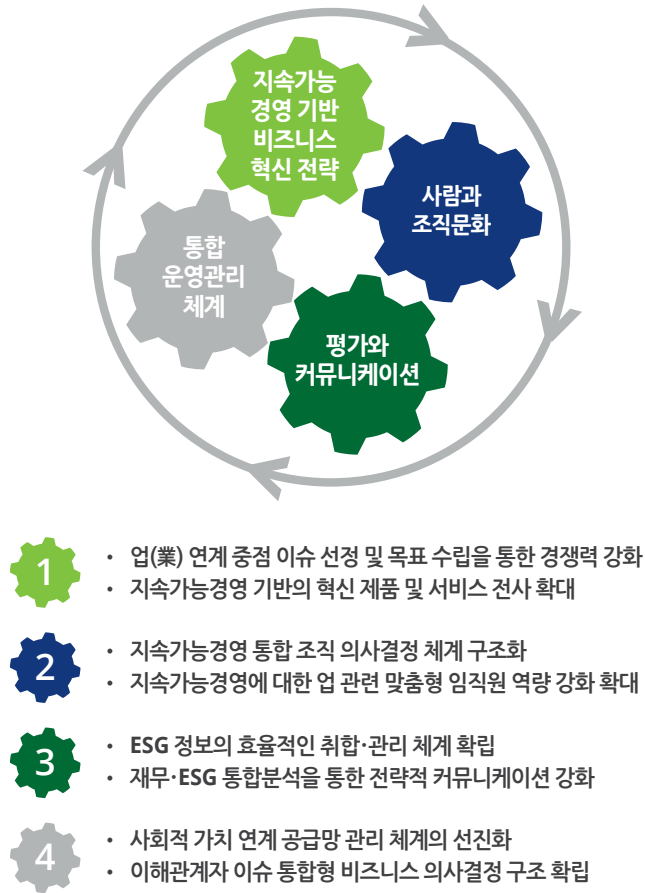 지속가능
경영 기반
비즈니스
혁신 전략
사람과
조직문화
통합
운영관리
체계
평가와
커뮤니케이션
1
• 업(業) 연계 중점 이슈 선정 및 목표 수립을 통한 경쟁력 강화
• 지속가능경영 기반의 혁신 제품 및 서비스 전사 확대
2
• 지속가능경영 통합 조직 의사결정 체계 구조화
• 지속가능경영에 대한 업 관련 맞춤형 임직원 역량 강화 확대
3
• ESG 정보의 효율적인 취합·관리 체계 확립
• 재무·ESG 통합분석을 통한 전략적 커뮤니케이션 강화
4
• 사회적 가치 연계 공급망 관리 체계의 선진화
• 이해관계자 이슈 통합형 비즈니스 의사결정 구조 확립